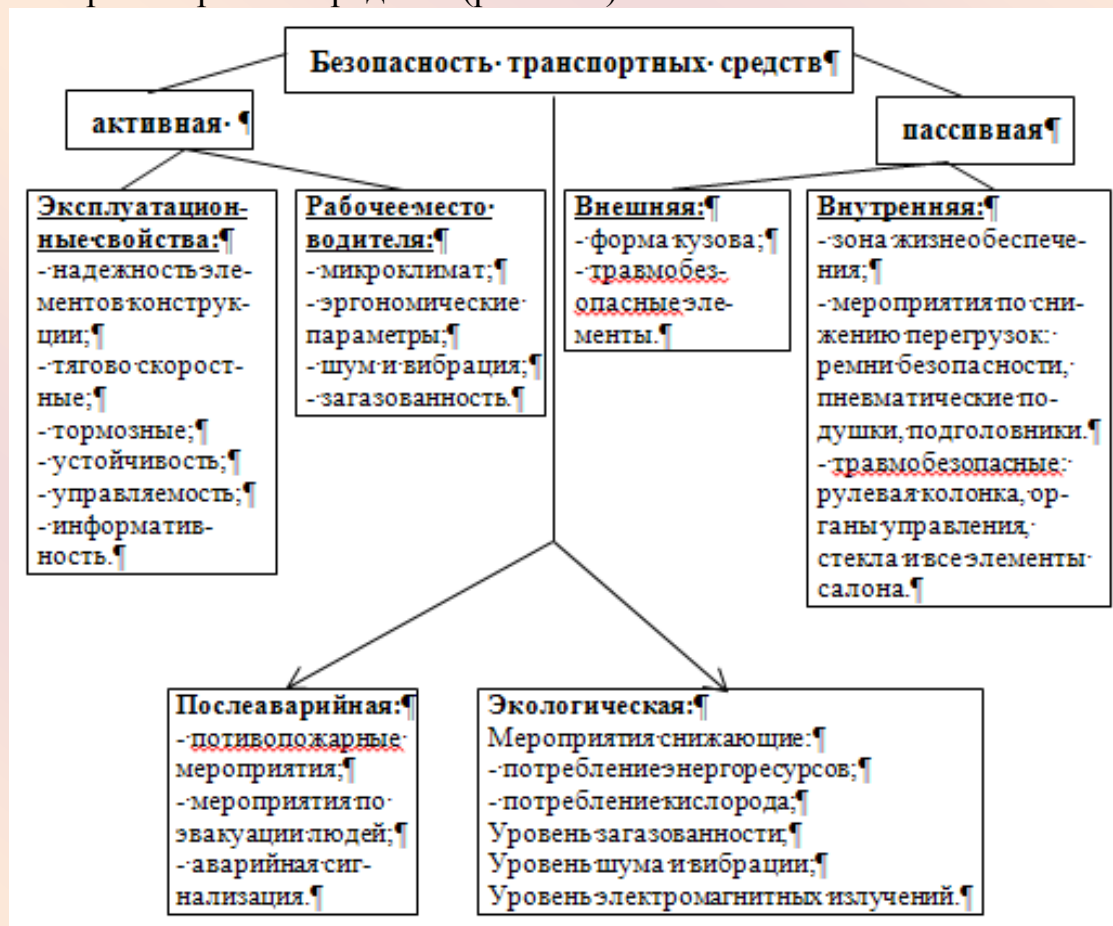 Безопасность транспортных средств¶
активная ¶
пассивная¶
Эксплуатацион-
ные свойства:¶
- надежность эле-
ментов конструк-
ции;¶
- тягово скорост-
ные;¶
- тормозные;¶
- устойчивость;¶
- управляемость;¶
- информатив-
ность.¶
Рабочее место
водителя:¶
- микроклимат;¶
- эргономические
параметры;¶
- шум и вибрация;¶
- загазованность.¶
Внешняя:¶
- форма кузова;¶
- травмобез-
опасные эле-
менты.¶
Внутренняя:¶
- зона жизнеобеспече-
ния;¶
- мероприятия по сни-
жению перегрузок:
ремни безопасности,
пневматические по-
душки, подголовники.¶
- травмобезопасные:
рулевая колонка, ор-
ганы управления,
стекла и все элементы
салона.¶
Послеаварийная:¶
- потивопожарные
мероприятия;¶
- мероприятия по
эвакуации людей;¶
- аварийная сиг-
нализация.¶
Экологическая:¶
Мероприятия снижающие:¶
- потребление энергоресурсов;¶
- потребление кислорода;¶
Уровень загазованности;¶
Уровень шума и вибрации;¶
Уровень электромагнитных излучений.¶